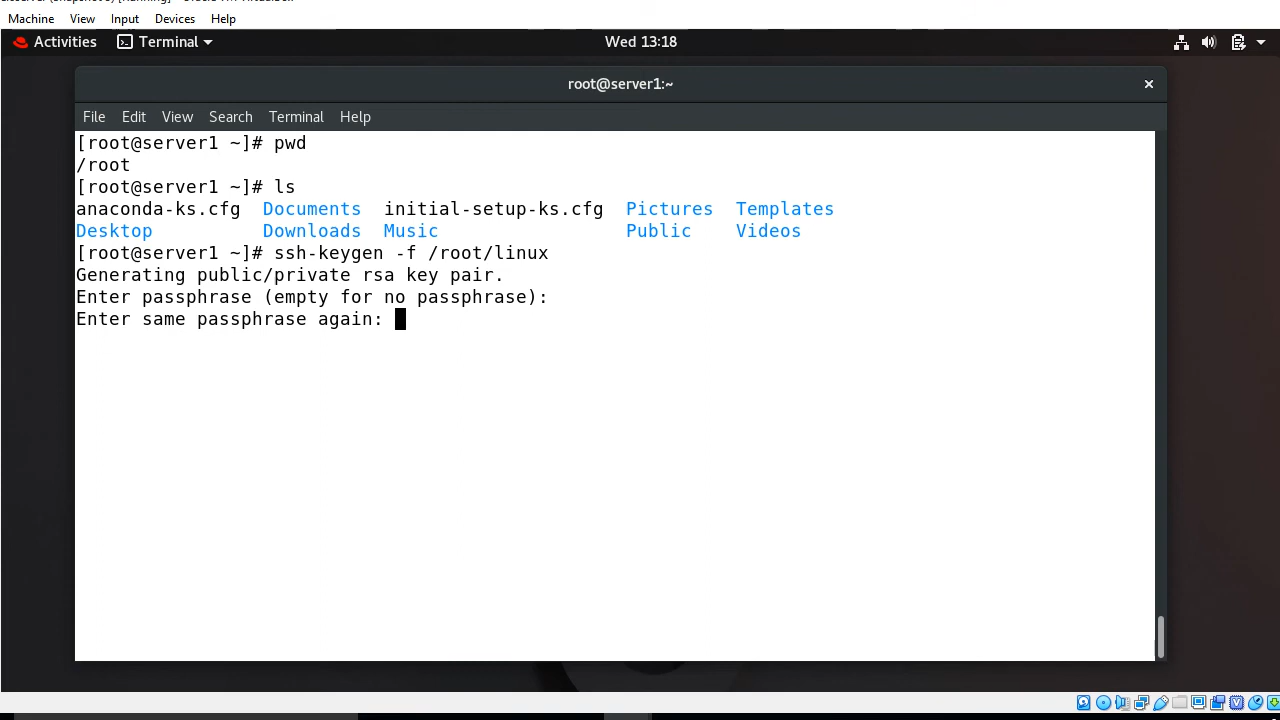 Machine View Input Devices Help
Activities Terminal Wed 13:18
root@server1:~
File Edit View Search Terminal Help
[root@server1 ~]# pwd
/root
[root@server1 ~]# ls
anaconda-ks.cfg Documents initial-setup-ks.cfg Pictures Templates
Desktop Downloads Music Public Videos
[root@server1 ~]# ssh-keygen -f /root/linux
Generating public/private rsa key pair.
Enter passphrase (empty for no passphrase):
Enter same passphrase again: